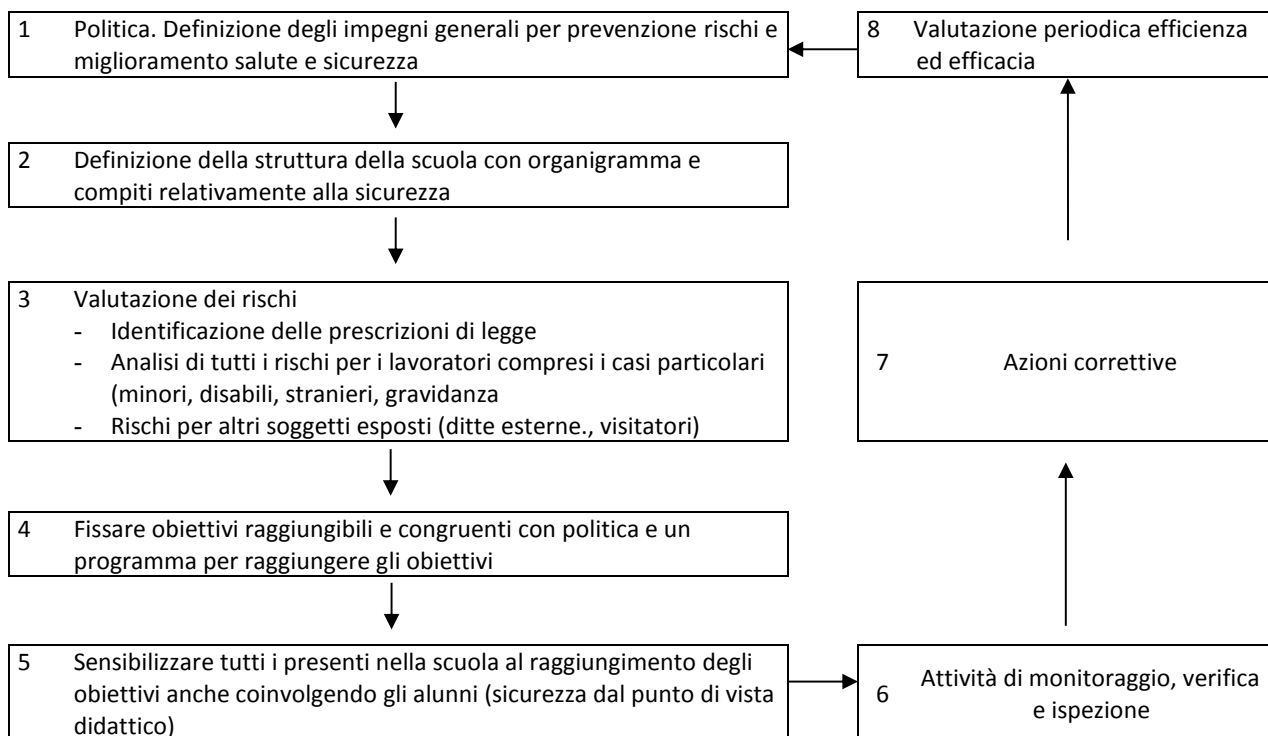 1 Politica. Definizione degli impegni generali per prevenzione rischi e
miglioramento salute e sicurezza
8 Valutazione periodica efficienza
ed efficacia
2 Definizione della struttura della scuola con organigramma e
compiti relativamente alla sicurezza
3 Valutazione dei rischi
- Identificazione delle prescrizioni di legge
- Analisi di tutti i rischi per i lavoratori compresi i casi particolari
(minori, disabili, stranieri, gravidanza
- Rischi per altri soggetti esposti (ditte esterne., visitatori)
7 Azioni correttive
4 Fissare obiettivi raggiungibili e congruenti con politica e un
programma per raggiungere gli obiettivi
5 Sensibilizzare tutti i presenti nella scuola al raggiungimento degli
obiettivi anche coinvolgendo gli alunni (sicurezza dal punto di vista
didattico)
6 Attività di monitoraggio, verifica
e ispezione